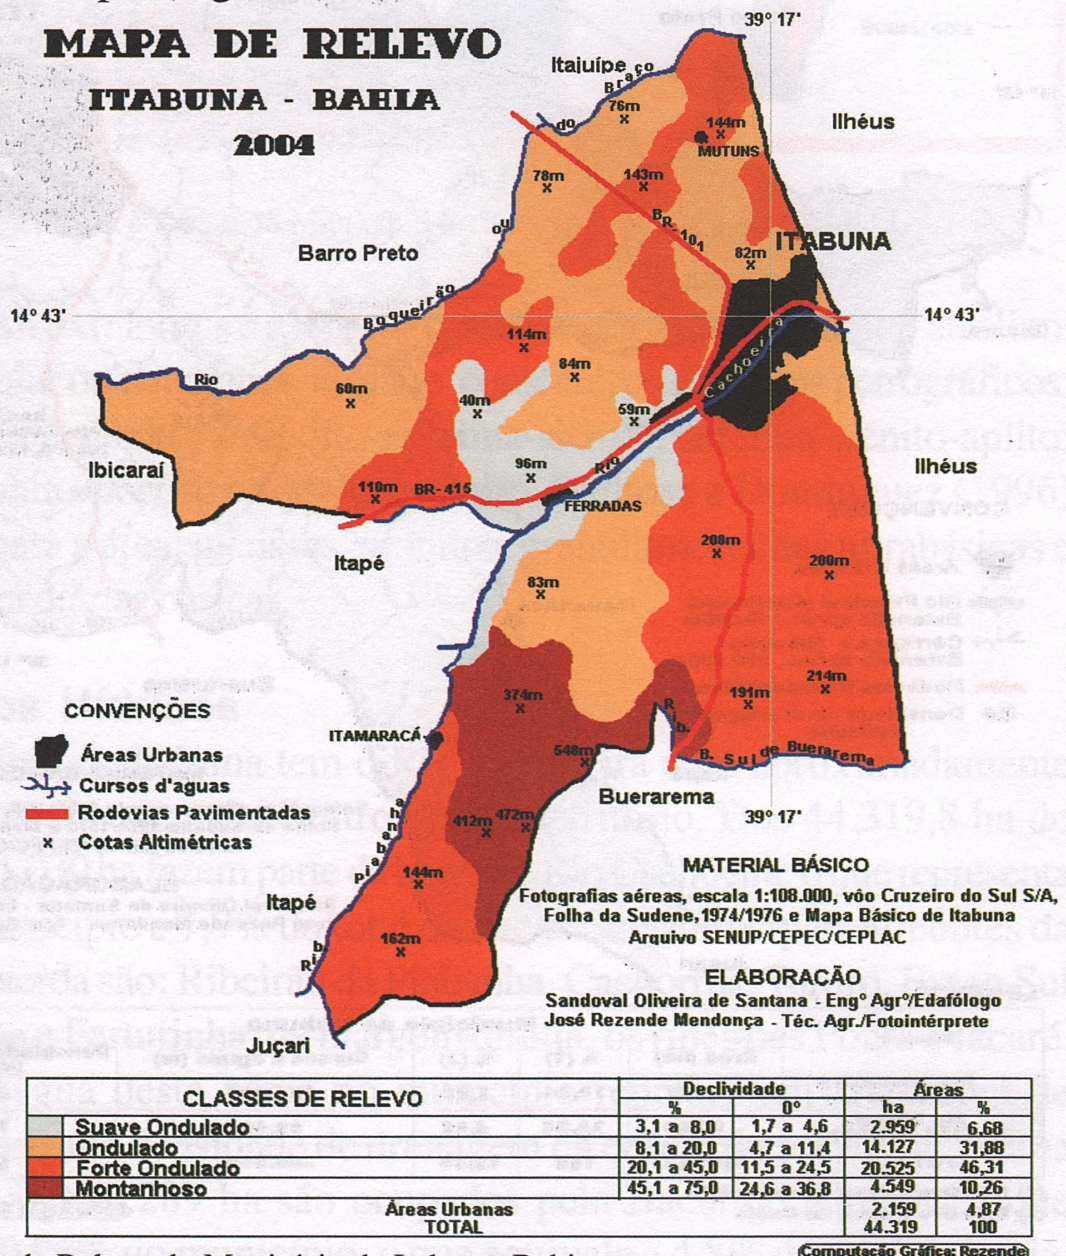 MAPA DE RELEVO
ITABUNA - BAHIA
2004
39° 17'
Itajuípe
Braço
do
76m
Ilhéus
144m
MUTUNS
78m
143m
BR-101
ou
Barro Preto
ITABUNA
82m
Boqueirão
14° 43'
14° 43'
114m
Cachoeira
84m
Rio
60m
40m
59m
Ibicaraí
96m
Rio
Ilhéus
110m
BR-415
FERRADAS
208m
Itapé
200m
83m
214m
191m
374m
CONVENÇÕES
Rib.
ITAMARACÁ
548m
B. Sul de Buerarema
Áreas Urbanas
Cursos d'aguas
Buerarema
Rodovias Pavimentadas
39° 17'
412m
472m
Cotas Altimétricas
Piabanha
144m
MATERIAL BÁSICO
Fotografias aéreas, escala 1:108.000, vôo Cruzeiro do Sul S/A,
Itapé
Folha da Sudene,1974/1976 e Mapa Básico de Itabuna
Arquivo SENUP/CEPEC/CEPLAC
162m
Rib.
ELABORAÇÃO
Sandoval Oliveira de Santana - Engº Agrº/Edafólogo
José Rezende Mendonça - Téc. Agr./Fotointérprete
Juçari
CLASSES DE RELEVO Declividade Áreas
% 0° ha %
Suave Ondulado 3,1 a 8,0 1,7 a 4,6 2.959 6,68
Ondulado 8,1 a 20,0 4,7 a 11,4 14.127 31,88
Forte Ondulado 20,1 a 45,0 11,5 a 24,5 20.525 46,31
Montanhoso 45,1 a 75,0 24,6 a 36,8 4.549 10,26
Áreas Urbanas 2.159 4,87
TOTAL 44.319 100
Computação Gráfica: Rezende